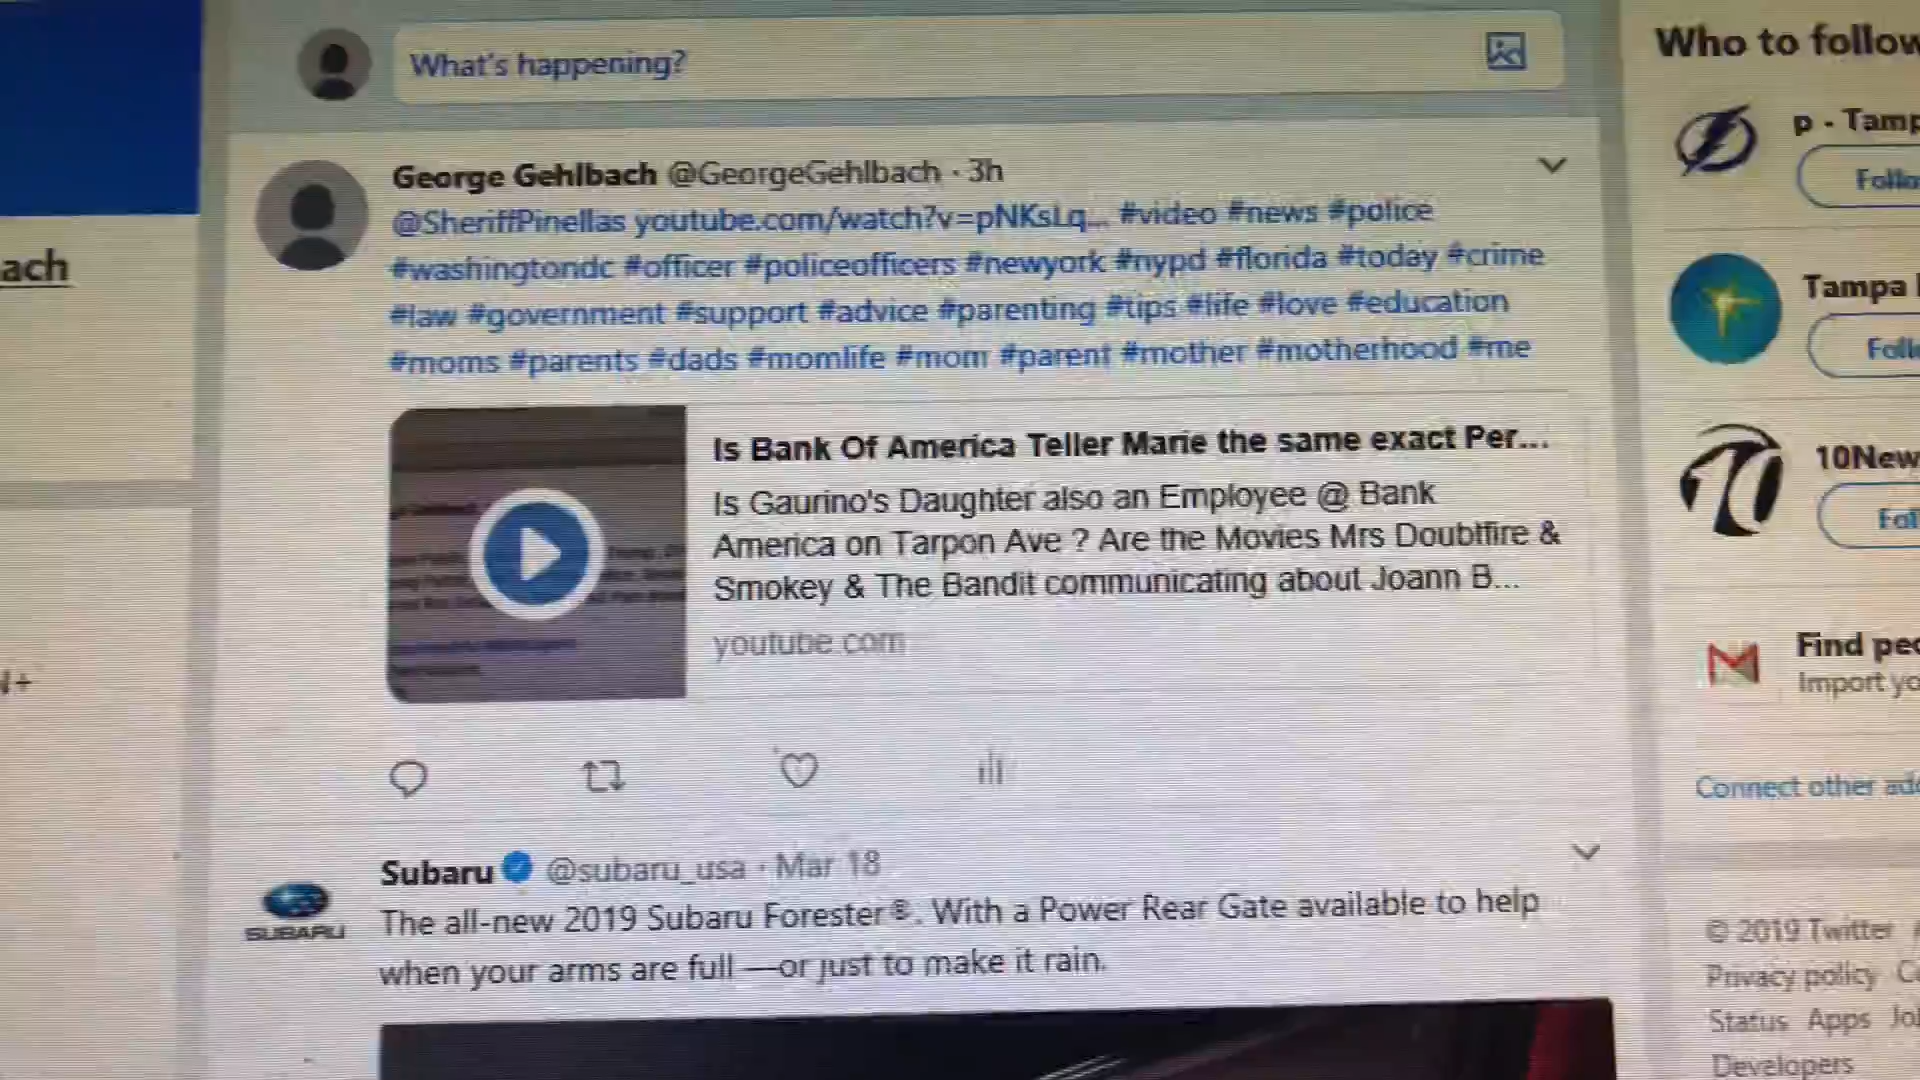 What's happening?
George Gehlbach @GeorgeGehlbach · 3h
@SheriffPinellas youtube.com/watch?v=pNKsLq... #video #news #police
#washingtondc #officer #policeofficers #newyork #nypd #florida #today #crime
#law #government #support #advice #parenting #tips #life #love #education
#moms #parents #dads #momlife #mom #parent #mother #motherhood #me
Is Bank Of America Teller Marie the same exact Per...
Is Gaurino's Daughter also an Employee @ Bank
America on Tarpon Ave ? Are the Movies Mrs Doubtfire &
Smokey & The Bandit communicating about Joann B...
youtube.com
Subaru @subaru_usa · Mar 18
SUBARU
The all-new 2019 Subaru Forester®. With a Power Rear Gate available to help
when your arms are full —or just to make it rain.
ach
Who to follow
p - Tamp
Follo
Tampa
Foll
10New
Fol
Find peo
Import yo
Connect other add
© 2019 Twitter
Privacy policy
Status Apps Jo
Developers